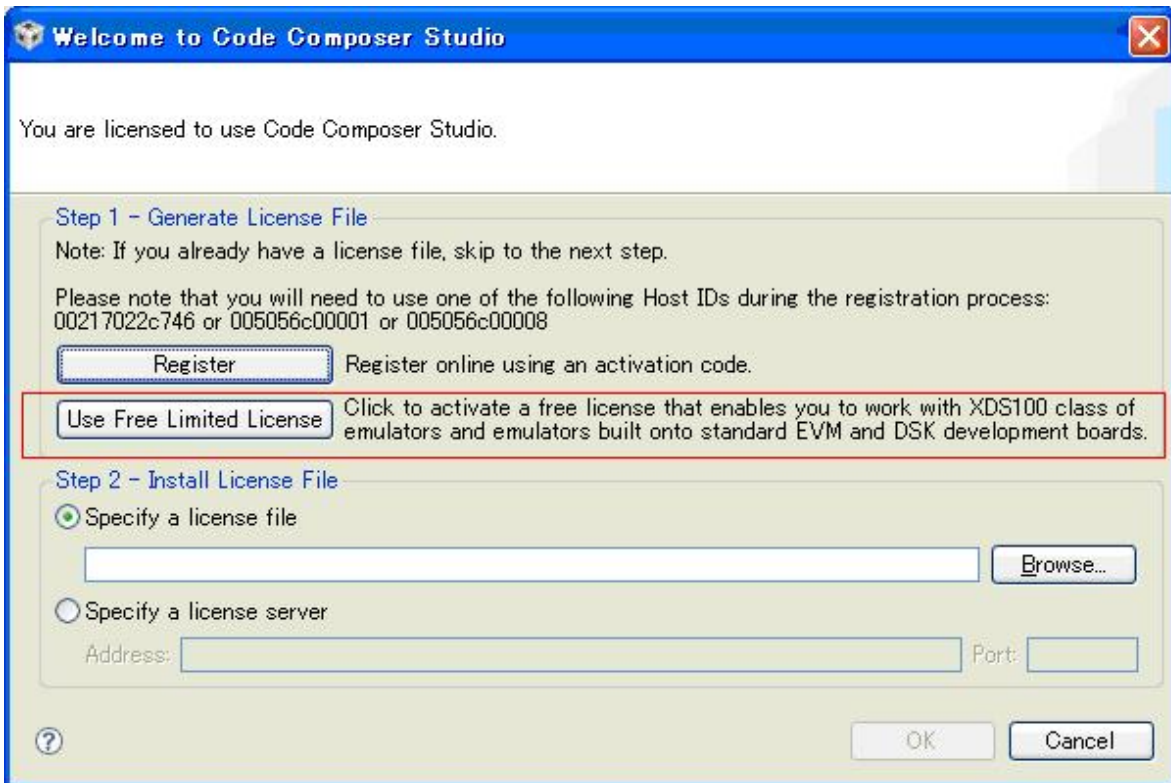 Welcome to Code Composer Studio
You are licensed to use Code Composer Studio.
Step 1 - Generate License File
Note: If you already have a license file, skip to the next step.
Please note that you will need to use one of the following Host IDs during the registration process:
00217022c746 or 005056c00001 or 005056c00008
Register
Register online using an activation code.
Use Free Limited License
Click to activate a free license that enables you to work with XDS100 class of
emulators and emulators built onto standard EVM and DSK development boards.
Step 2 - Install License File
Specify a license file
Browse...
Specify a license server
Address:
Port:
OK
Cancel